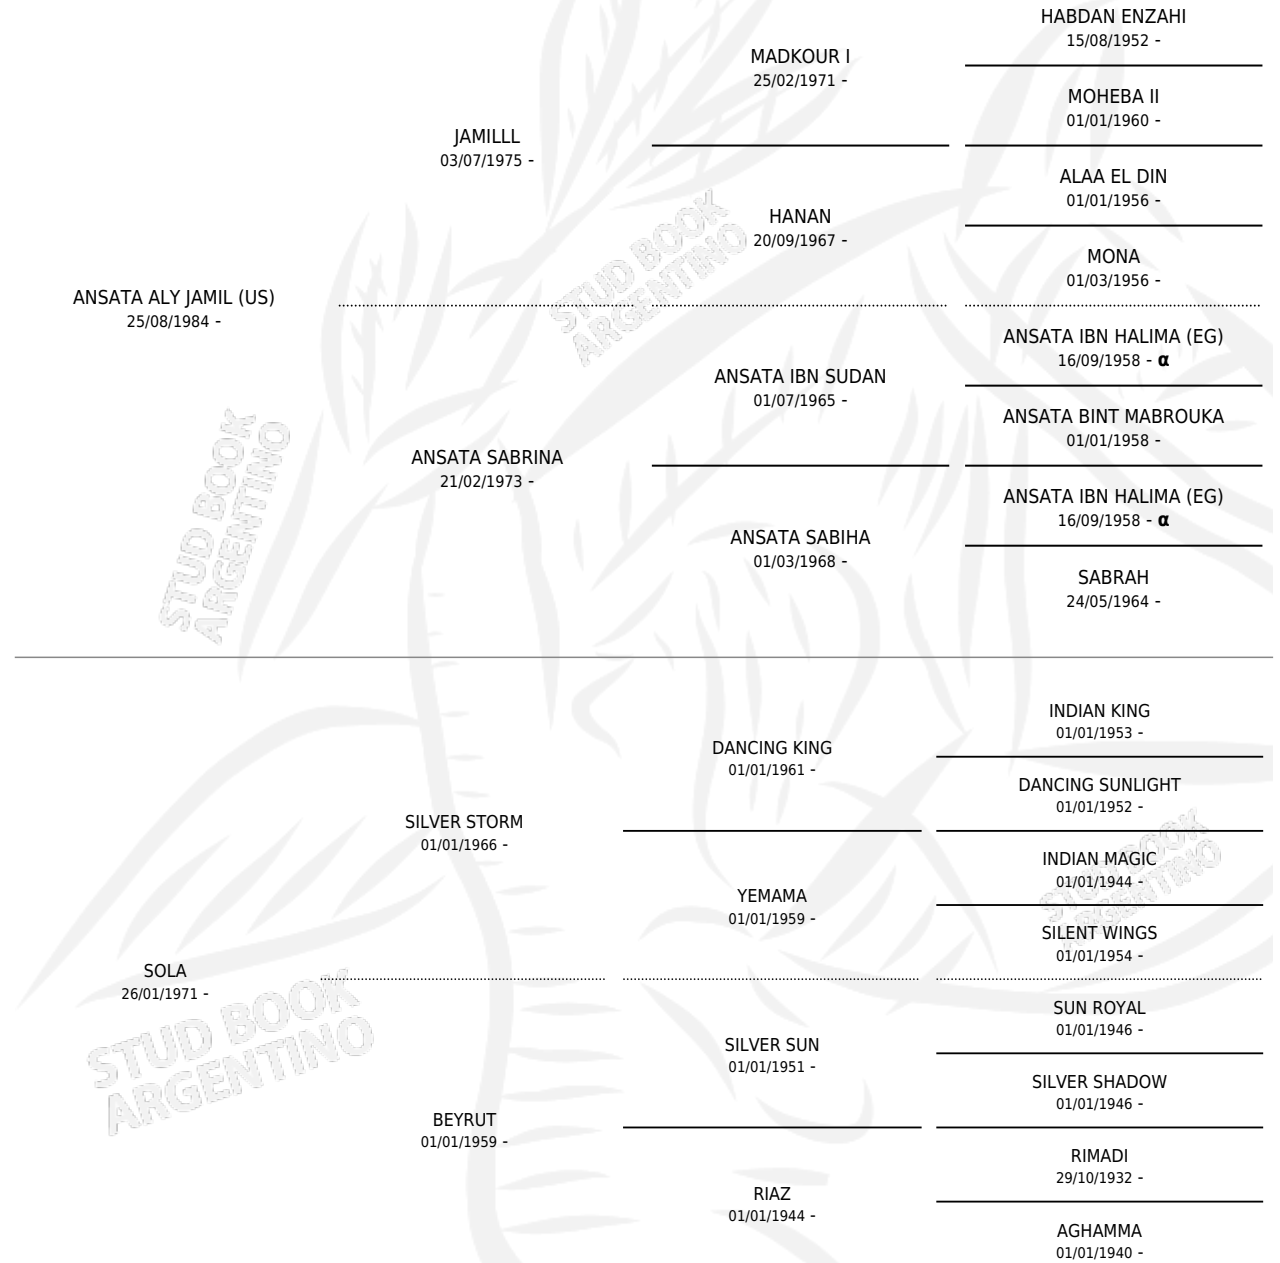 HABDAN ENZAHI
15/08/1952 -
MADKOUR I
25/02/1971 -
MOHEBA II
01/01/1960 -
JAMILLL
03/07/1975 -
ALAA EL DIN
01/01/1956 -
HANAN
20/09/1967 -
MONA
01/03/1956 -
ANSATA ALY JAMIL (US)
25/08/1984 -
ANSATA IBN HALIMA (EG)
16/09/1958 - α
ANSATA IBN SUDAN
01/07/1965 -
ANSATA BINT MABROUKA
01/01/1958 -
ANSATA SABRINA
21/02/1973 -
ANSATA IBN HALIMA (EG)
16/09/1958 - α
ANSATA SABIHA
01/03/1968 -
SABRAH
24/05/1964 -
INDIAN KING
01/01/1953 -
DANCING KING
01/01/1961 -
DANCING SUNLIGHT
01/01/1952 -
SILVER STORM
01/01/1966 -
INDIAN MAGIC
01/01/1944 -
YEMAMA
01/01/1959 -
SILENT WINGS
01/01/1954 -
SOLA
26/01/1971 -
SUN ROYAL
01/01/1946 -
SILVER SUN
01/01/1951 -
SILVER SHADOW
01/01/1946 -
BEYRUT
01/01/1959 -
RIMADI
29/10/1932 -
RIAZ
01/01/1944 -
AGHAMMA
01/01/1940 -
STUD BOOK
ARGENTINO
STUD BOOK
ARGENTINO
STUD BOOK
ARGENTINO
STUD BOOK
ARGENTINO